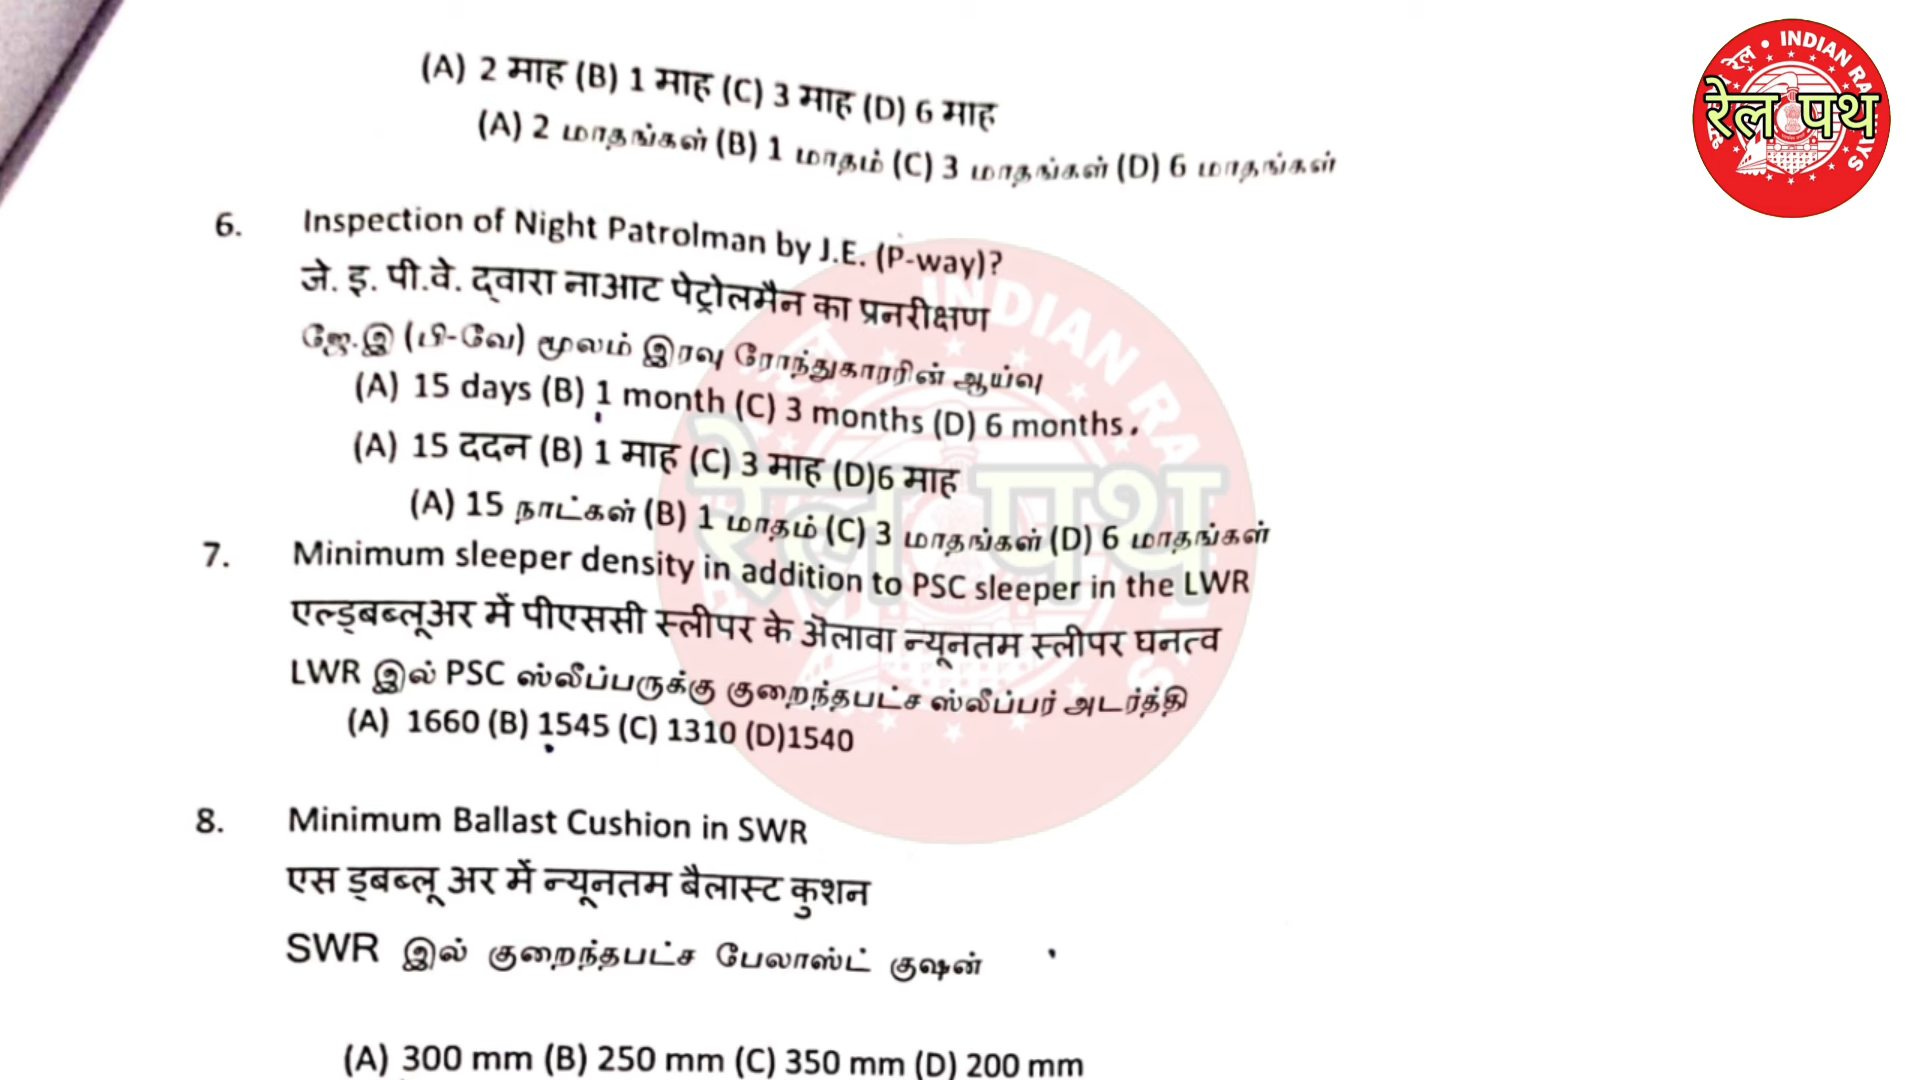 (A) 2 माह (B) 1 माह (C) 3 माह (D) 6 माह
(A) 2 மாதங்கள் (B) 1 மாதம் (C) 3 மாதங்கள் (D) 6 மாதங்கள்
6. Inspection of Night Patrolman by J.E. (P-way)?
जे. इ. पी.वे. द्वारा नाआट पेट्रोलमैन का प्रनरीक्षण
ஜே.இ (பி-வே) மூலம் இரவு ரோந்துகாரரின் ஆய்வு
(A) 15 days (B) 1 month (C) 3 months (D) 6 months.
(A) 15 ददन (B) 1 माह (C) 3 माह (D)6 माह
(A) 15 நாட்கள் (B) 1 மாதம் (C) 3 மாதங்கள் (D) 6 மாதங்கள்
7. Minimum sleeper density in addition to PSC sleeper in the LWR
एल्ड्बब्लूअर में पीएससी स्लीपर के अेलावा न्यूनतम स्लीपर घनत्व
LWR இல் PSC ஸ்லீப்பருக்கு குறைந்தபட்ச ஸ்லீப்பர் அடர்த்தி
(A) 1660 (B) 1545 (C) 1310 (D)1540
8. Minimum Ballast Cushion in SWR
एस ड्बब्लू अर में न्यूनतम बैलास्ट कुशन
SWR இல் குறைந்தபட்ச பேலாஸ்ட் குஷன்
(A) 300 mm (B) 250 mm (C) 350 mm (D) 200 mm
रेल • INDIAN RAILWAYS
रेल पथ
INDIAN RA
रेल पथ